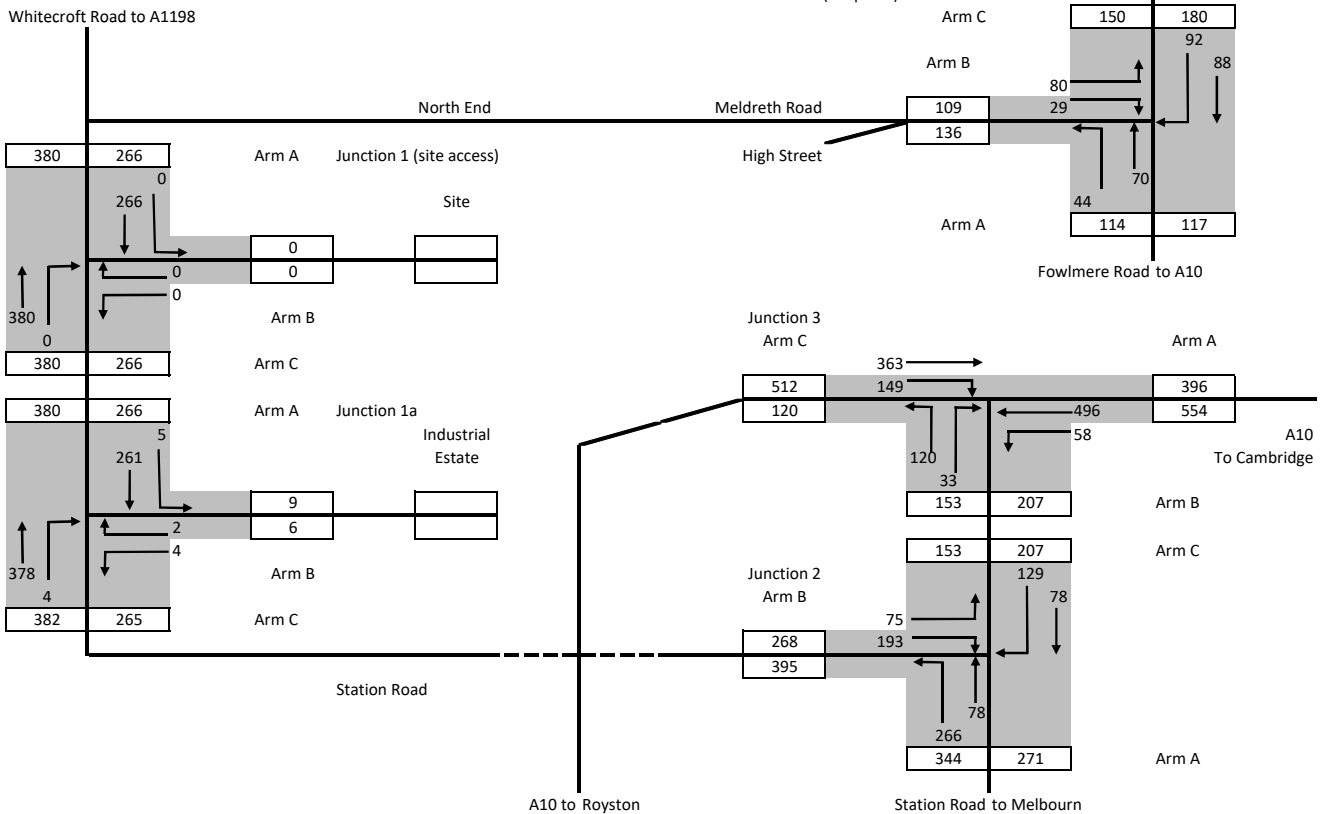 Whitecroft Road to A1198
Arm C
150 180
92
Arm B
88
80
North End
Meldreth Road
109
29
136
380 266
Arm A
Junction 1 (site access)
High Street
0
70
266
Site
44
0
Arm A
114 117
0
0
Fowlmere Road to A10
0
380
Arm B
Junction 3
0
Arm C
Arm A
380 266
Arm C
363
512
149
396
380 266
Arm A
Junction 1a
120
496
554
5
Industrial
58
A10
261
Estate
120
To Cambridge
33
9
153 207
Arm B
2
6
4
153 207
Arm C
378
Arm B
Junction 2
129
4
Arm B
78
382 265
Arm C
75
268
193
395
Station Road
78
266
344 271
Arm A
A10 to Royston
Station Road to Melbourn